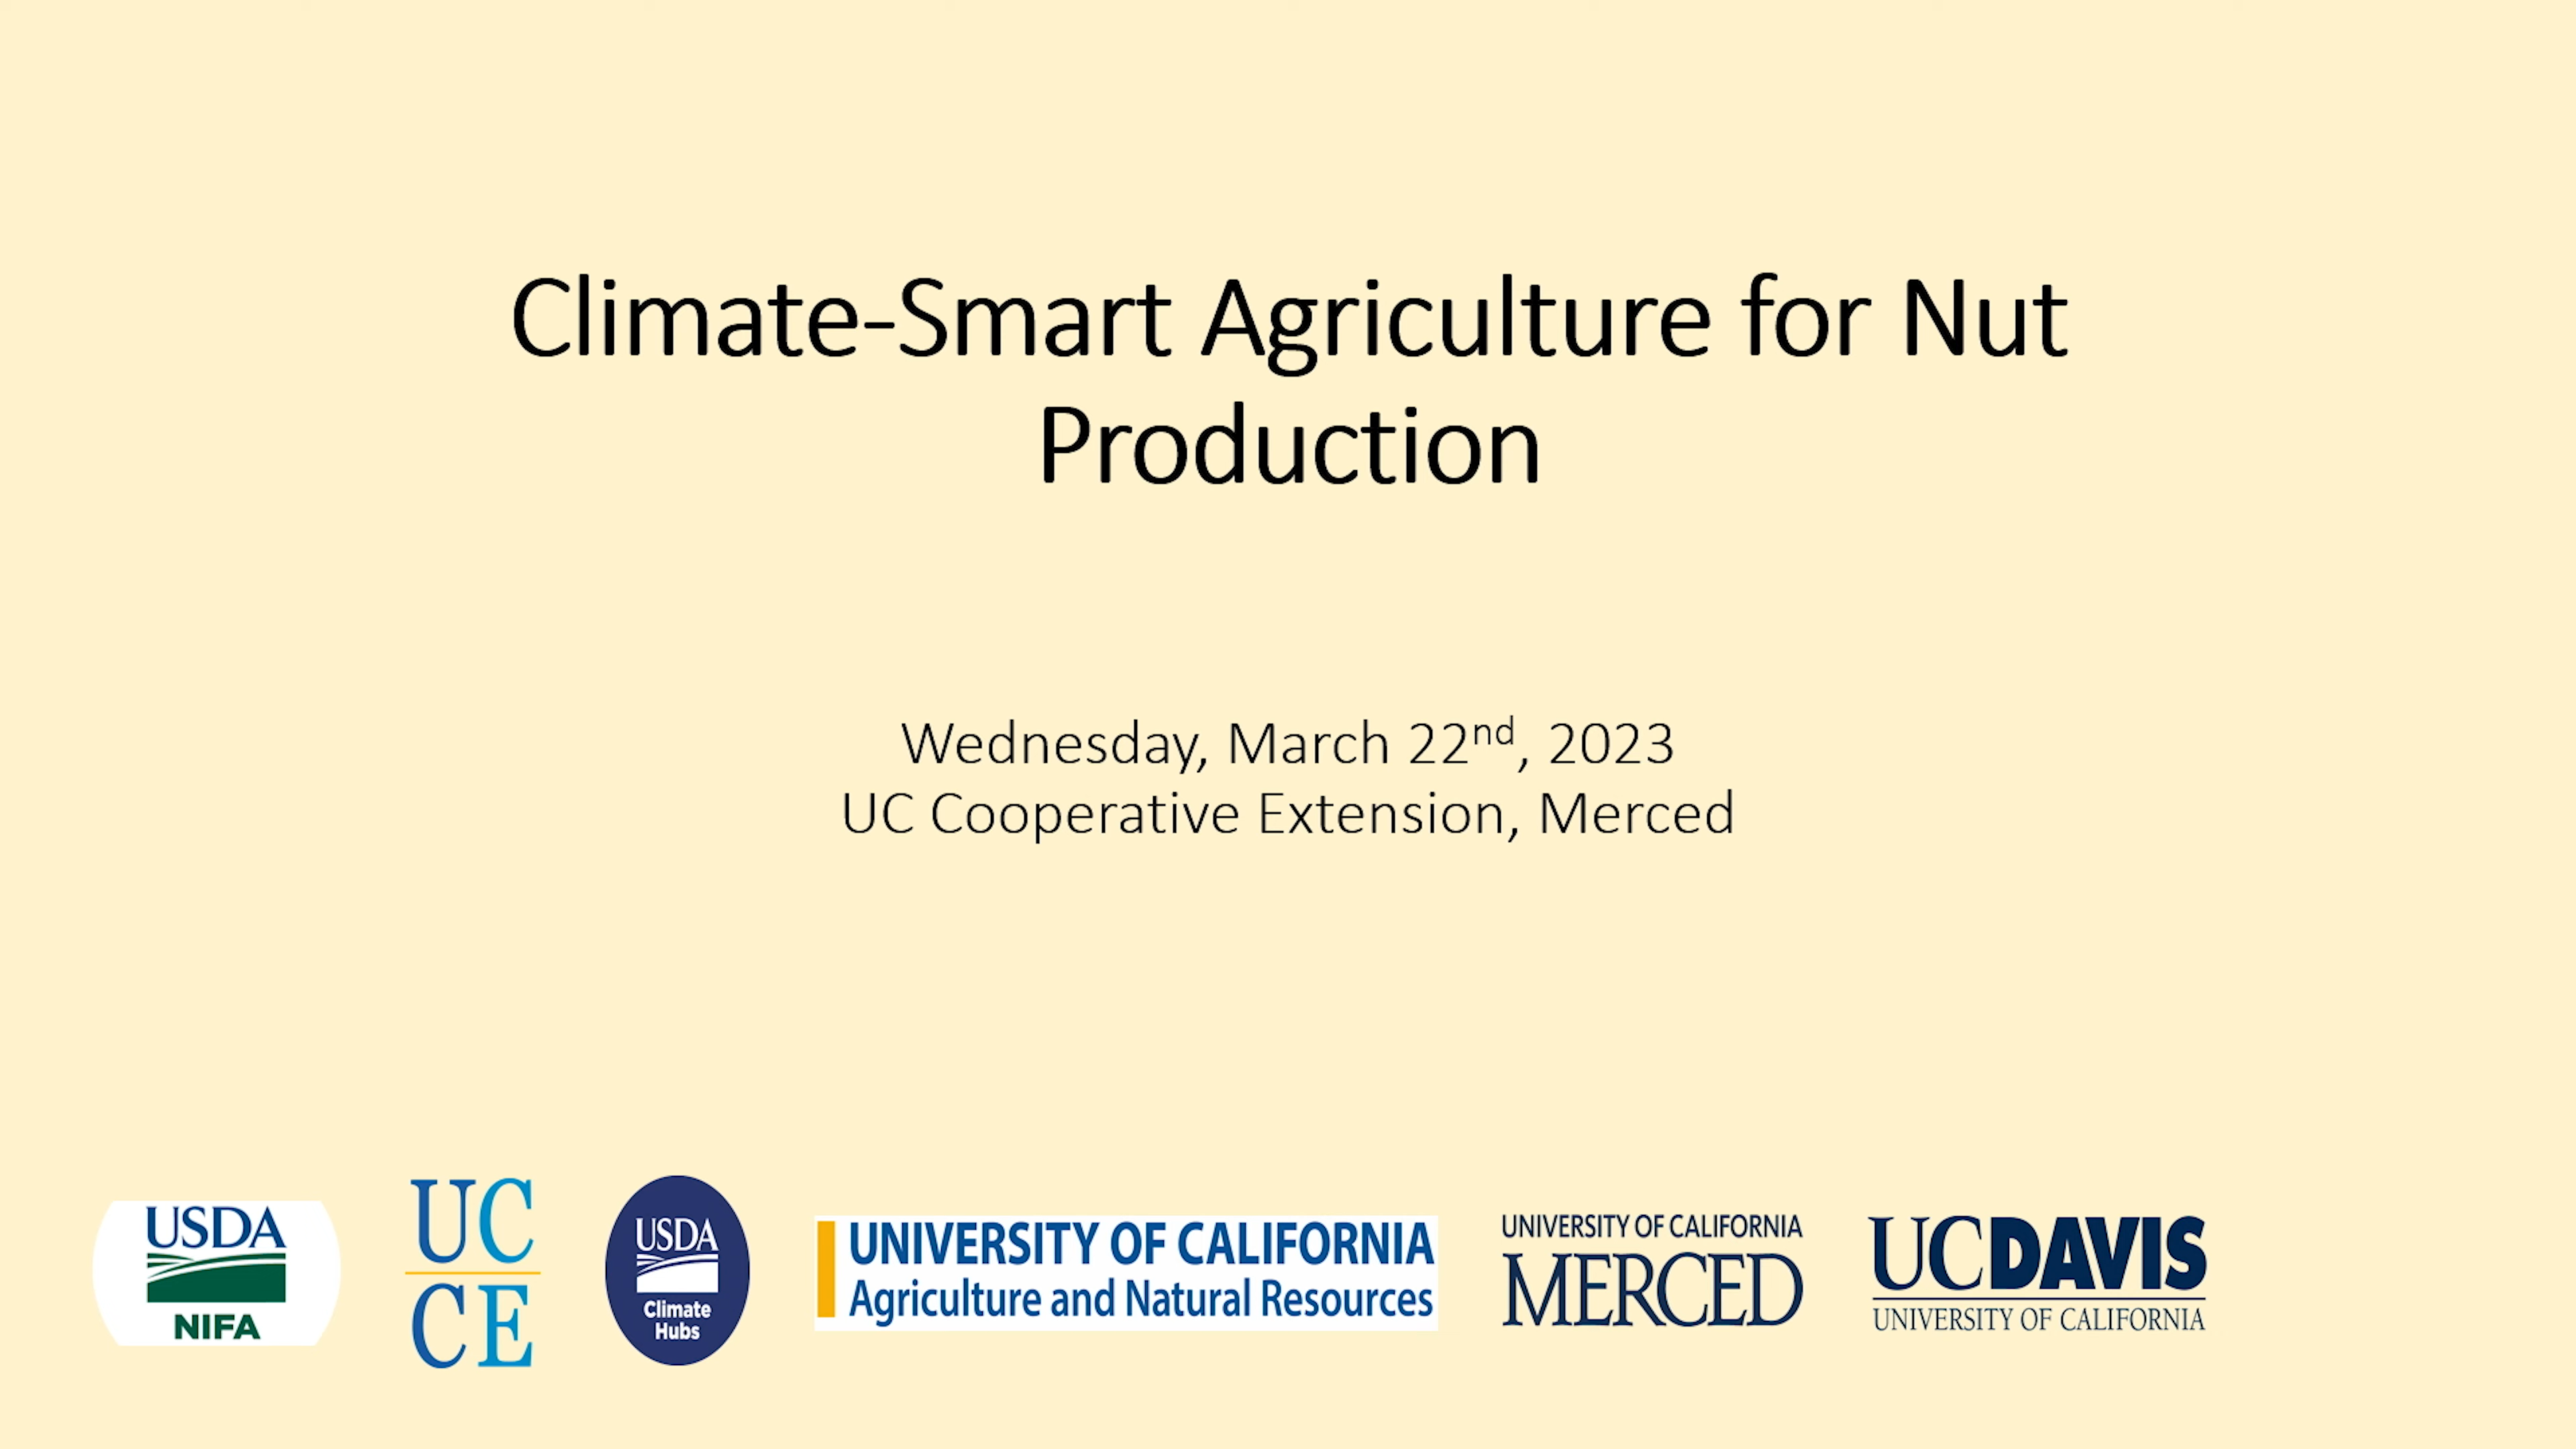 Climate-Smart Agriculture for Nut
Production
Wednesday, March 22nd, 2023
UC Cooperative Extension, Merced
USDA
NIFA
UC
CE
USDA
Climate
Hubs
UNIVERSITY OF CALIFORNIA
Agriculture and Natural Resources
UNIVERSITY OF CALIFORNIA
MERCED
UCDAVIS
UNIVERSITY OF CALIFORNIA